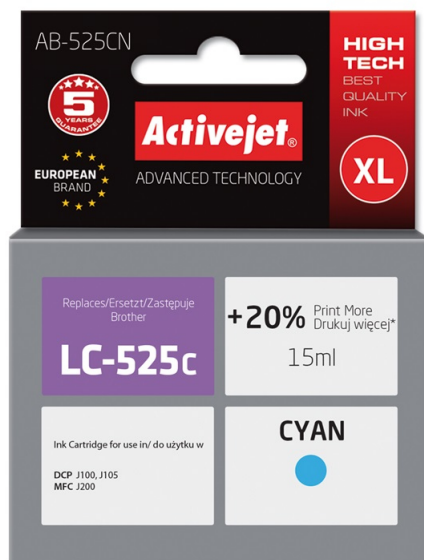 AB-525CN
HIGH
TECH
BEST
QUALITY
INK
5
YEARS
GUARANTEE
Activejet®
EUROPEAN
BRAND
ADVANCED TECHNOLOGY
XL
Replaces/Ersetzt/Zastępuje
Brother
LC-525c
+20% Print More
Drukuj więcej*
15ml
Ink Cartridge for use in/ do użytku w
DCP J100, J105
MFC J200
CYAN